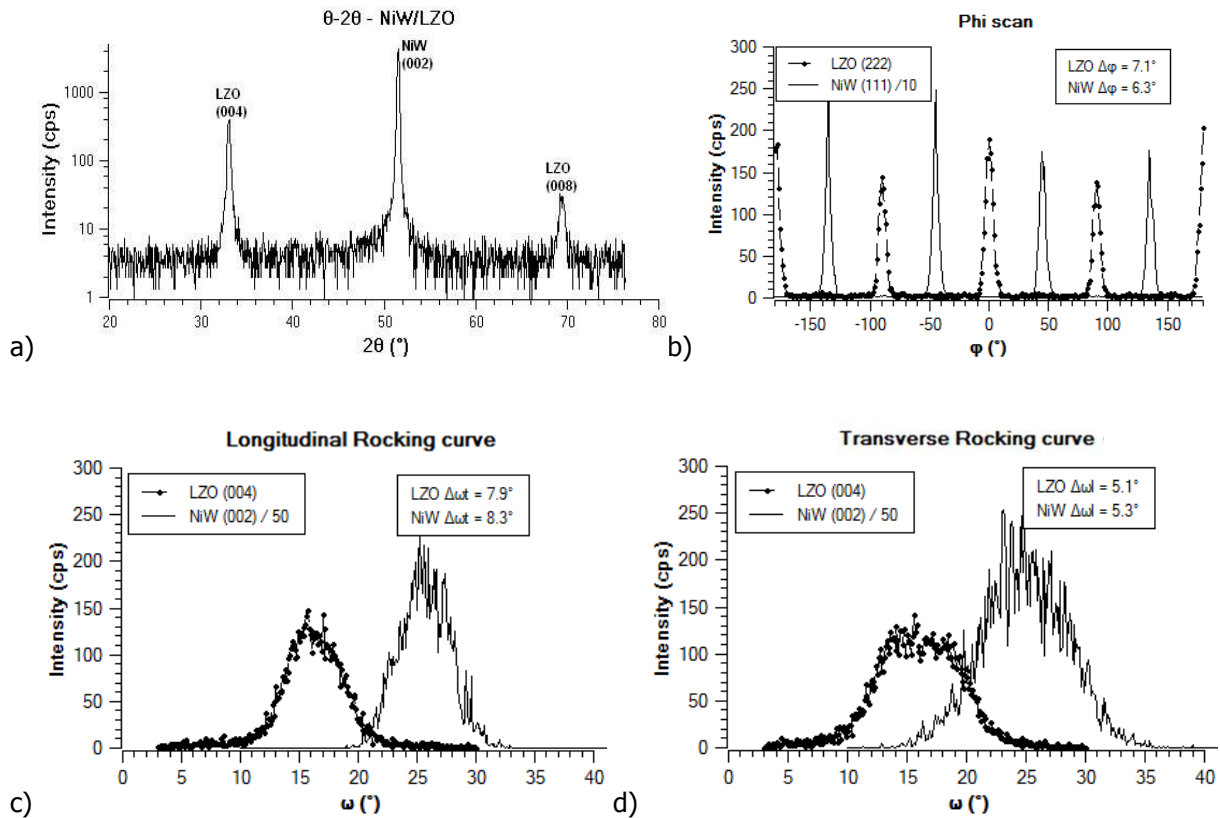 θ-2θ - NiW/LZO
NiW
(002)
LZO
(004)
LZO
(008)
1000
100
10
1
Intensity (cps)
20 30 40 50 60 70 80
2θ (°)
a)
Phi scan
LZO (222)
NiW (111) /10
LZO Δφ = 7.1°
NiW Δφ = 6.3°
300
250
200
150
100
50
0
Intensity (cps)
-150 -100 -50 0 50 100 150
φ (°)
b)
Longitudinal Rocking curve
LZO (004)
NiW (002) / 50
LZO Δωt = 7.9°
NiW Δωt = 8.3°
300
250
200
150
100
50
0
Intensity (cps)
0 5 10 15 20 25 30 35 40
ω (°)
c)
Transverse Rocking curve
LZO (004)
NiW (002) / 50
LZO Δωl = 5.1°
NiW Δωl = 5.3°
300
250
200
150
100
50
0
Intensity (cps)
0 5 10 15 20 25 30 35 40
ω (°)
d)